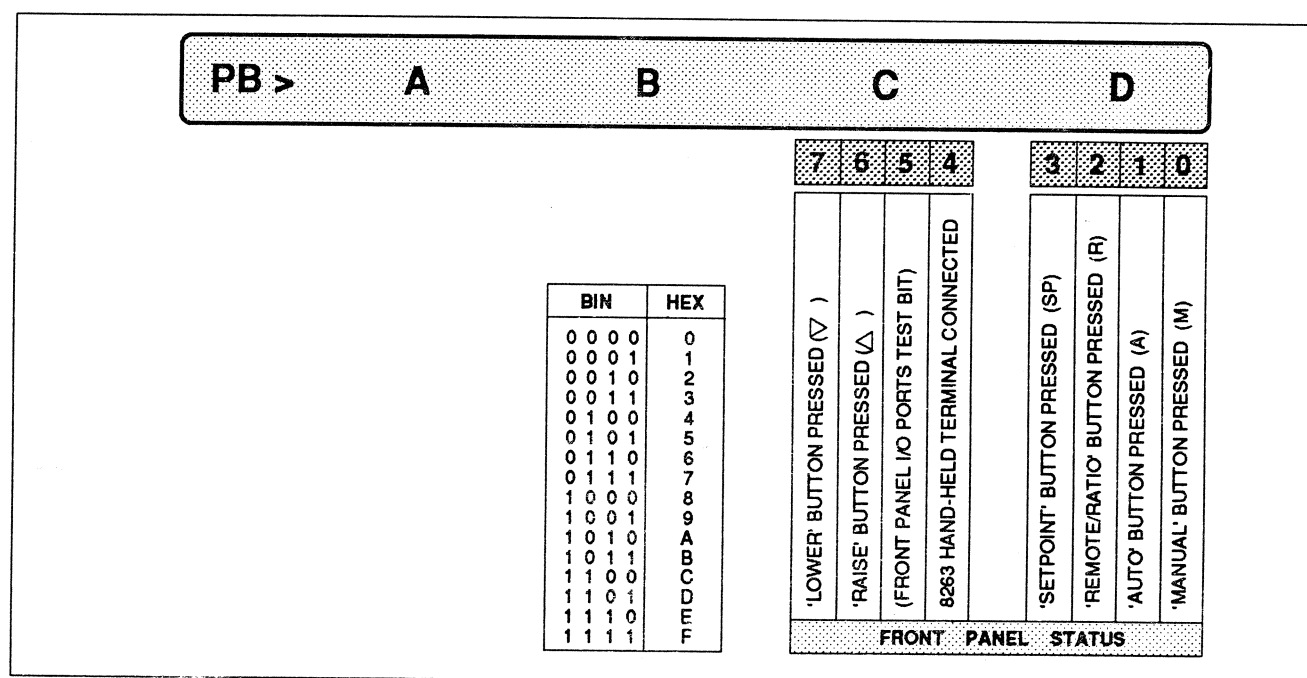 PB > A B C D
7 6 5 4 3 2 1 0
BIN HEX
0 0 0 0 0
0 0 0 1 1
0 0 1 0 2
0 0 1 1 3
0 1 0 0 4
0 1 0 1 5
0 1 1 0 6
0 1 1 1 7
1 0 0 0 8
1 0 0 1 9
1 0 1 0 A
1 0 1 1 B
1 1 0 0 C
1 1 0 1 D
1 1 1 0 E
1 1 1 1 F
'LOWER' BUTTON PRESSED (▽ )
'RAISE' BUTTON PRESSED (△ )
(FRONT PANEL I/O PORTS TEST BIT)
8263 HAND-HELD TERMINAL CONNECTED
'SETPOINT' BUTTON PRESSED (SP)
'REMOTE/RATIO' BUTTON PRESSED (R)
'AUTO' BUTTON PRESSED (A)
'MANUAL' BUTTON PRESSED (M)
FRONT PANEL STATUS